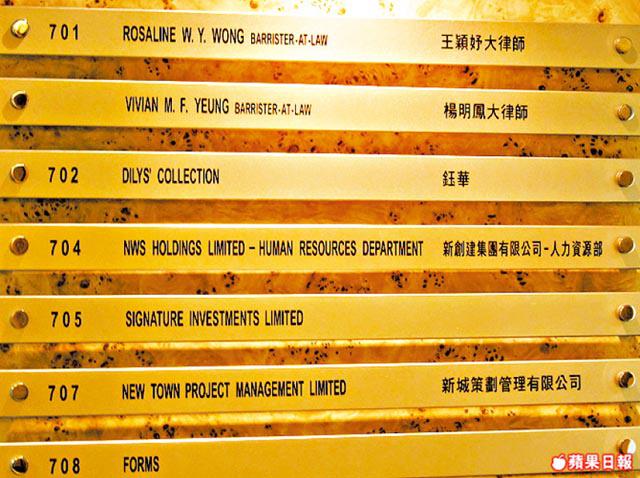 701 ROSALINE W. Y. WONG BARRISTER-AT-LAW 王穎妤大律師
VIVIAN M. F. YEUNG BARRISTER-AT-LAW 楊明鳳大律師
702 DILYS' COLLECTION 鈺華
704 NWS HOLDINGS LIMITED – HUMAN RESOURCES DEPARTMENT 新創建集團有限公司-人力資源部
705 SIGNATURE INVESTMENTS LIMITED
707 NEW TOWN PROJECT MANAGEMENT LIMITED 新城策劃管理有限公司
708 FORMS
蘋果日報